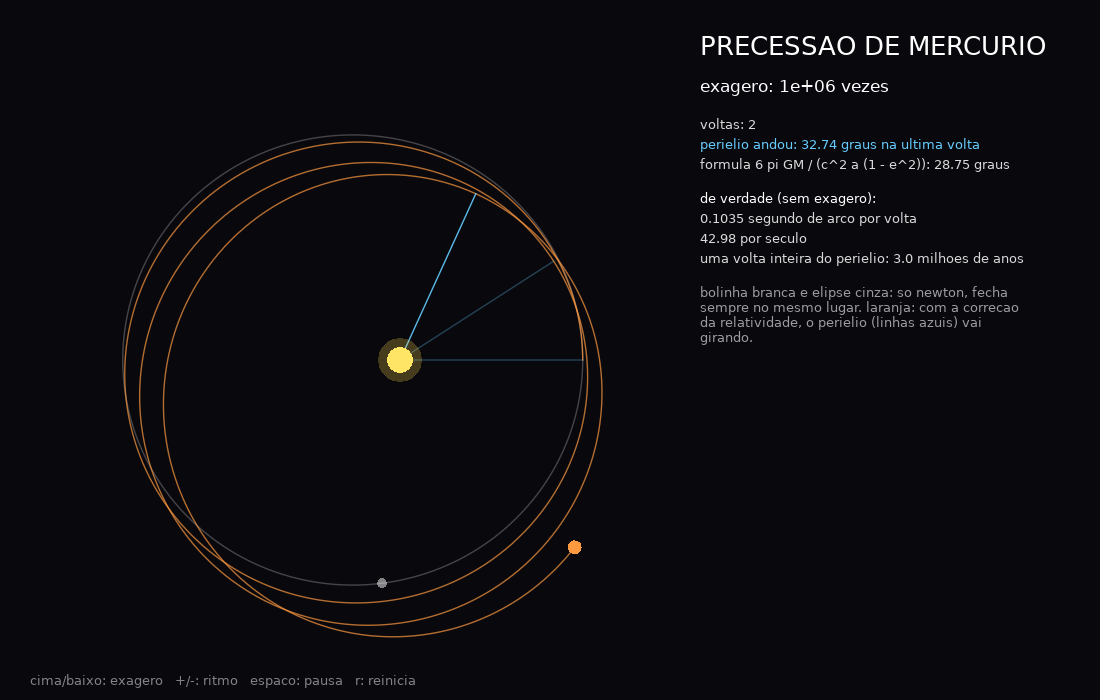 PRECESSAO DE MERCURIO
exagero: 1e+06 vezes
voltas: 2
perielio andou: 32.74 graus na ultima volta
formula 6 pi GM / (c^2 a (1 - e^2)): 28.75 graus
de verdade (sem exagero):
0.1035 segundo de arco por volta
42.98 por seculo
uma volta inteira do perielio: 3.0 milhoes de anos
bolinha branca e elipse cinza: so newton, fecha
sempre no mesmo lugar. laranja: com a correcao
da relatividade, o perielio (linhas azuis) vai
girando.
cima/baixo: exagero   +/-: ritmo   espaco: pausa   r: reinicia